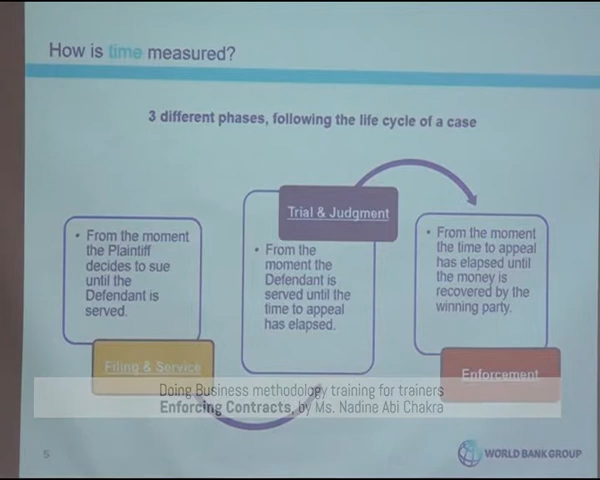 How is time measured?
3 different phases, following the life cycle of a case
• From the moment
the Plaintiff
decides to sue
until the
Defendant is
served.
Filing & Service
Trial & Judgment
• From the
moment the
Defendant is
served until the
time to appeal
has elapsed.
• From the moment
the time to appeal
has elapsed until
the money is
recovered by the
winning party.
Enforcement
Doing Business methodology training for trainers
Enforcing Contracts, by Ms. Nadine Abi Chakra
5
WORLD BANK GROUP